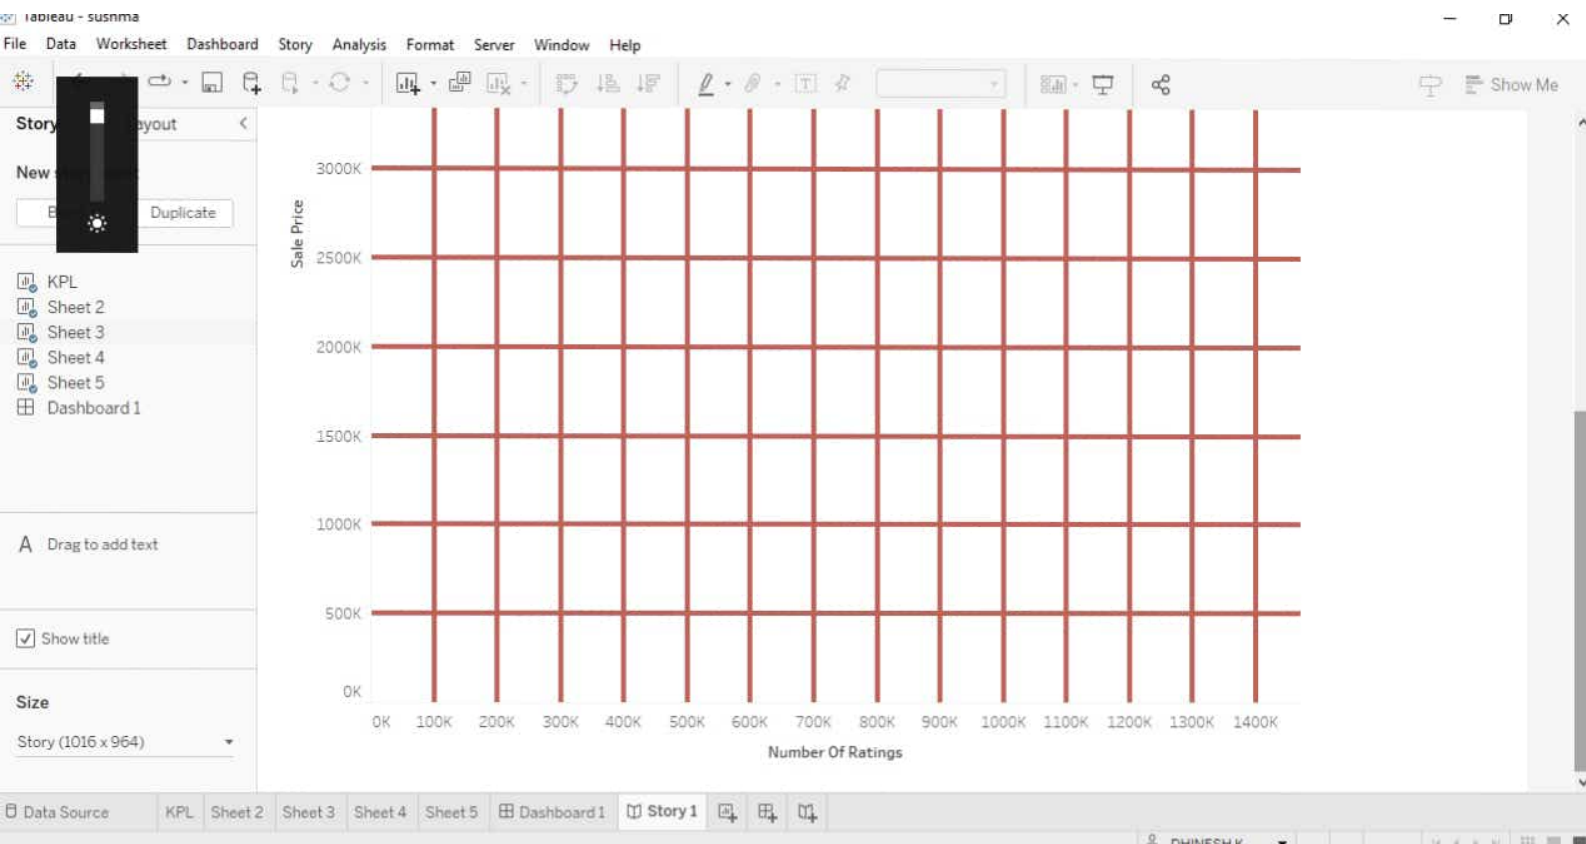 Tableau - sushma
File Data Worksheet Dashboard Story Analysis Format Server Window Help
Show Me
Story ayout
New
B Duplicate
KPL
Sheet 2
Sheet 3
Sheet 4
Sheet 5
Dashboard 1
A Drag to add text
Show title
Size
Story (1016 x 964)
Sale Price
3000K
2500K
2000K
1500K
1000K
500K
0K
0K 100K 200K 300K 400K 500K 600K 700K 800K 900K 1000K 1100K 1200K 1300K 1400K
Number Of Ratings
Data Source KPL Sheet 2 Sheet 3 Sheet 4 Sheet 5 Dashboard 1 Story 1
DHINESH K